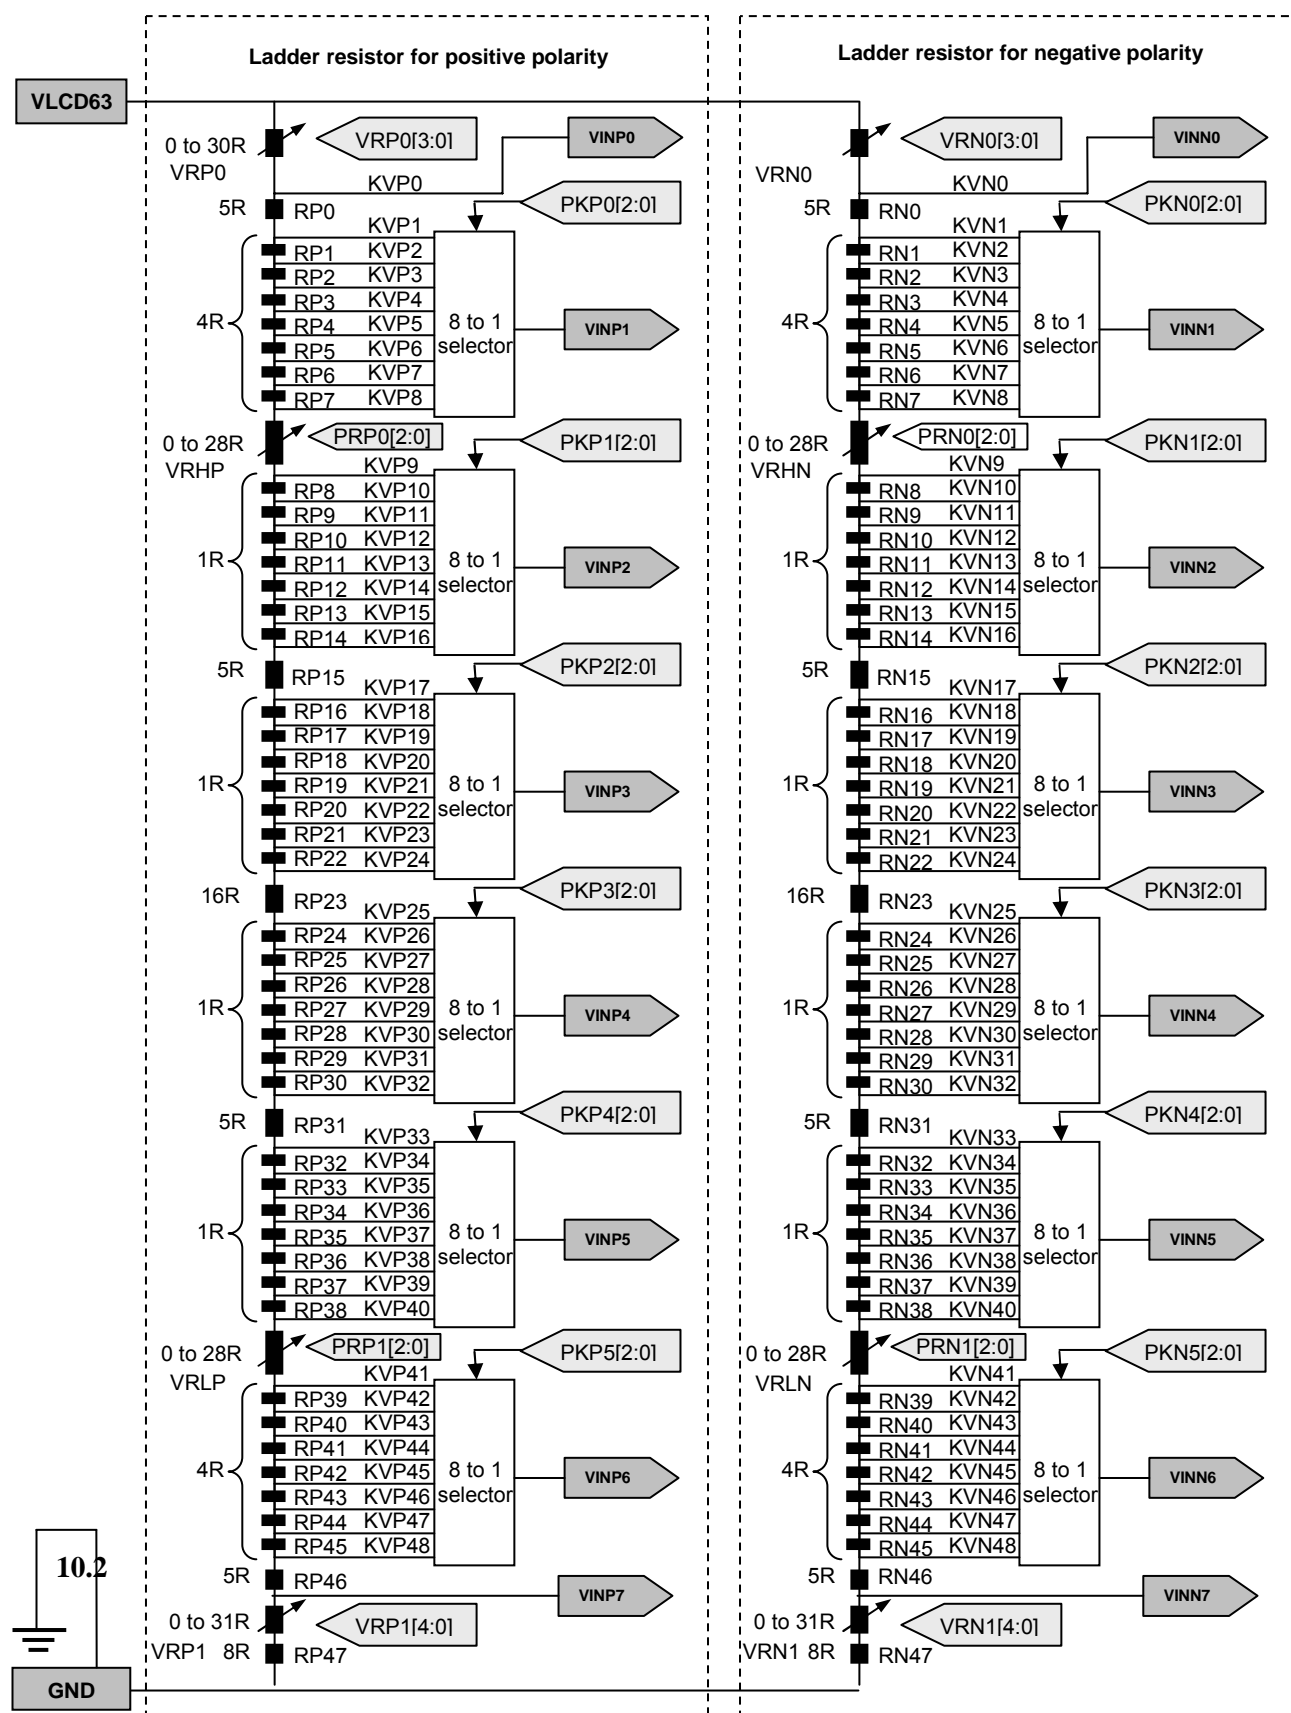 Ladder resistor for positive polarity
Ladder resistor for negative polarity
VLCD63
0 to 30R
VRP0
VRP0[3:0]
VINP0
KVP0
5R
RP0
PKP0[2:0]
KVP1
RP1 KVP2
RP2 KVP3
RP3 KVP4
4R
RP4 KVP5
RP5 KVP6
RP6 KVP7
RP7 KVP8
8 to 1
selector
VINP1
0 to 28R
VRHP
PRP0[2:0]
PKP1[2:0]
KVP9
RP8 KVP10
RP9 KVP11
RP10 KVP12
1R
RP11 KVP13
RP12 KVP14
RP13 KVP15
RP14 KVP16
8 to 1
selector
VINP2
5R
RP15
PKP2[2:0]
KVP17
RP16 KVP18
RP17 KVP19
RP18 KVP20
1R
RP19 KVP21
RP20 KVP22
RP21 KVP23
RP22 KVP24
8 to 1
selector
VINP3
16R
RP23
PKP3[2:0]
KVP25
RP24 KVP26
RP25 KVP27
RP26 KVP28
1R
RP27 KVP29
RP28 KVP30
RP29 KVP31
RP30 KVP32
8 to 1
selector
VINP4
5R
RP31
PKP4[2:0]
KVP33
RP32 KVP34
RP33 KVP35
RP34 KVP36
1R
RP35 KVP37
RP36 KVP38
RP37 KVP39
RP38 KVP40
8 to 1
selector
VINP5
0 to 28R
VRLP
PRP1[2:0]
PKP5[2:0]
KVP41
RP39 KVP42
RP40 KVP43
RP41 KVP44
4R
RP42 KVP45
RP43 KVP46
RP44 KVP47
RP45 KVP48
8 to 1
selector
VINP6
5R
RP46
VINP7
0 to 31R
VRP1
VRP1[4:0]
8R
RP47
VRN0
VRN0[3:0]
VINN0
KVN0
5R
RN0
PKN0[2:0]
KVN1
RN1 KVN2
RN2 KVN3
RN3 KVN4
4R
RN4 KVN5
RN5 KVN6
RN6 KVN7
RN7 KVN8
8 to 1
selector
VINN1
0 to 28R
VRHN
PRN0[2:0]
PKN1[2:0]
KVN9
RN8 KVN10
RN9 KVN11
RN10 KVN12
1R
RN11 KVN13
RN12 KVN14
RN13 KVN15
RN14 KVN16
8 to 1
selector
VINN2
5R
RN15
PKN2[2:0]
KVN17
RN16 KVN18
RN17 KVN19
RN18 KVN20
1R
RN19 KVN21
RN20 KVN22
RN21 KVN23
RN22 KVN24
8 to 1
selector
VINN3
16R
RN23
PKN3[2:0]
KVN25
RN24 KVN26
RN25 KVN27
RN26 KVN28
1R
RN27 KVN29
RN28 KVN30
RN29 KVN31
RN30 KVN32
8 to 1
selector
VINN4
5R
RN31
PKN4[2:0]
KVN33
RN32 KVN34
RN33 KVN35
RN34 KVN36
1R
RN35 KVN37
RN36 KVN38
RN37 KVN39
RN38 KVN40
8 to 1
selector
VINN5
0 to 28R
VRLN
PRN1[2:0]
PKN5[2:0]
KVN41
RN39 KVN42
RN40 KVN43
RN41 KVN44
4R
RN42 KVN45
RN43 KVN46
RN44 KVN47
RN45 KVN48
8 to 1
selector
VINN6
5R
RN46
VINN7
0 to 31R
VRN1
VRN1[4:0]
8R
RN47
10.2
GND